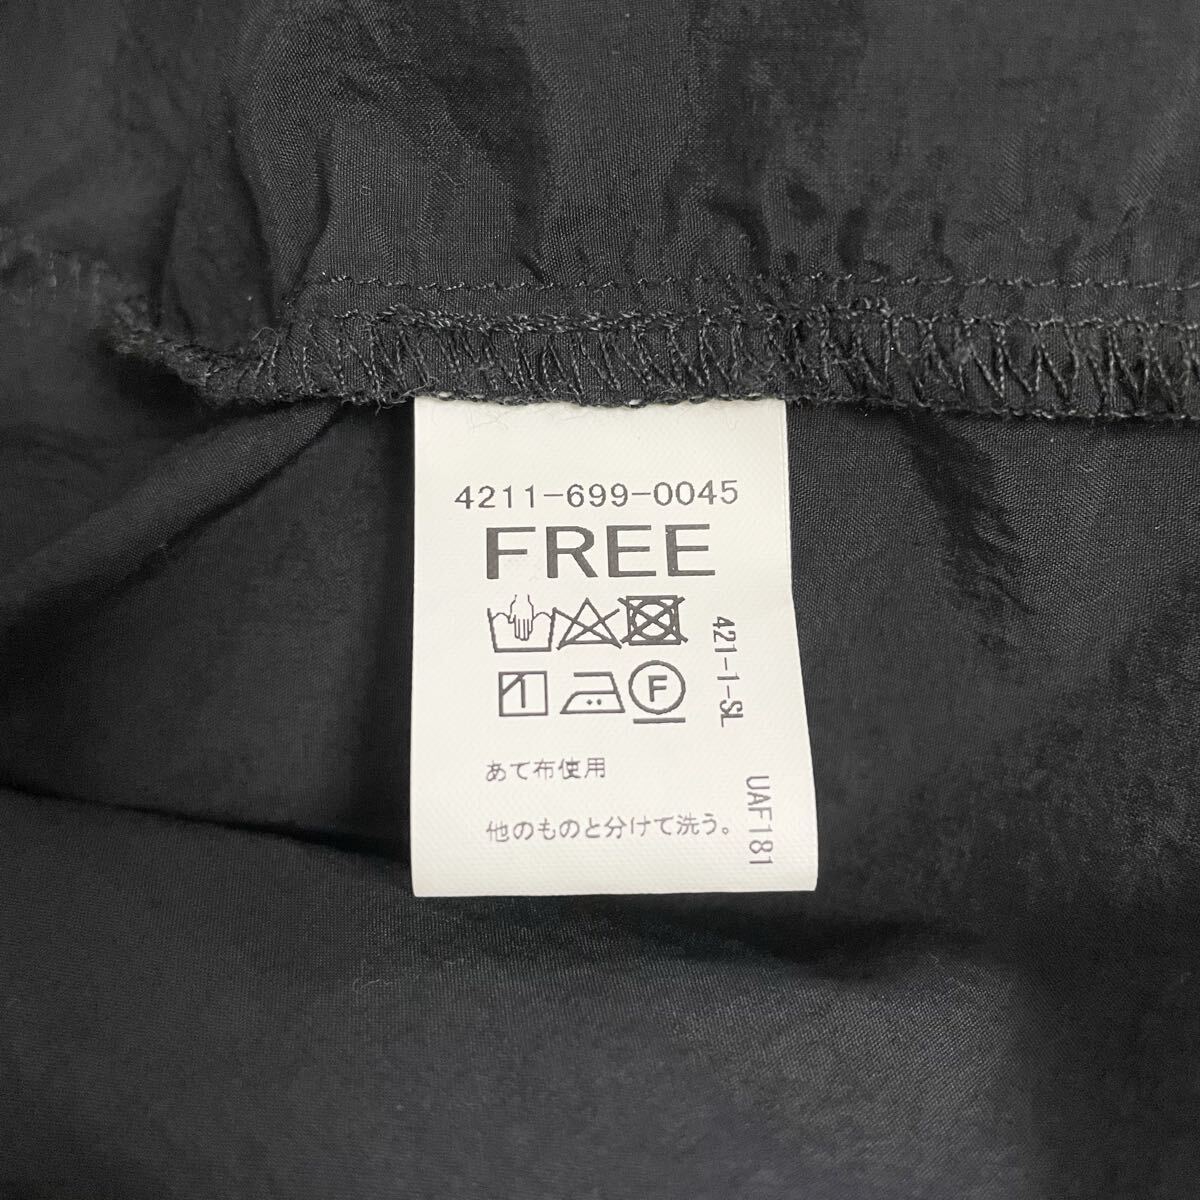 4211-699-0045
FREE
421-1-SL
1
F
あて布使用
他のものと分けて洗う。
UAF181